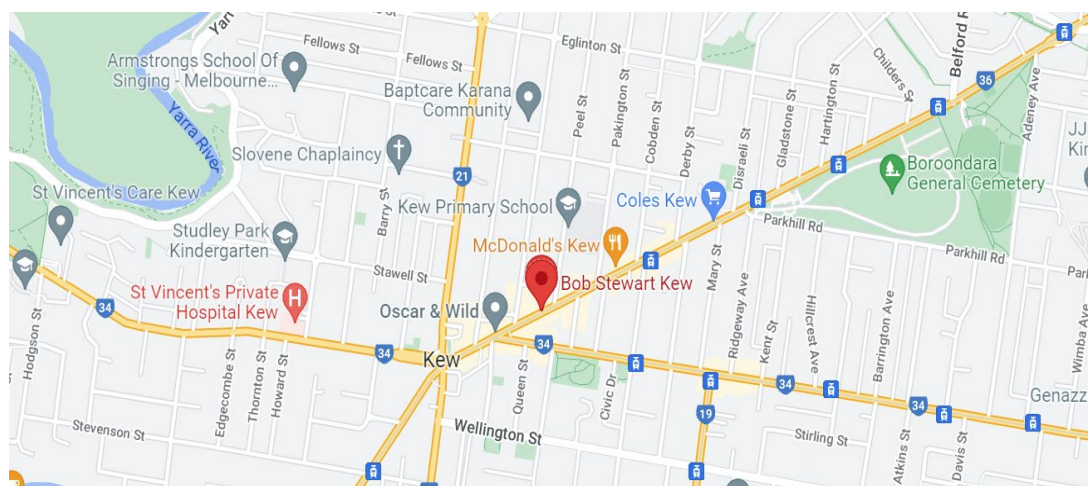 Fellows St
Eglinton St
Belford R
Armstrongs School Of
Singing - Melbourne...
Fellows St
Childers St
36
Adeney Ave
Baptcare Karana
Community
Yarra River
Peel St
Pakington St
Cobden St
Derby St
Disraeli St
Gladstone St
Hartington St
JJ
Kin
Slovene Chaplaincy
21
Boroondara
General Cemetery
St Vincent's Care Kew
Barry St
Kew Primary School
Coles Kew
Studley Park
Kindergarten
Parkhill Rd
Parkhill Rd
McDonald's Kew
Stawell St
Mary St
Bob Stewart Kew
St Vincent's Private
Hospital Kew
H
34
Oscar & Wild
Hodgson St
Edgecombe St
Thornton St
Howard St
34
Kew
34
Queen St
Civic Dr
Ridgeway Ave
Kent St
Hillcrest Ave
Barrington Ave
Wimba Ave
34
Genazz
19
34
Stevenson St
Wellington St
Stirling St
Atkins St
Davis St
34